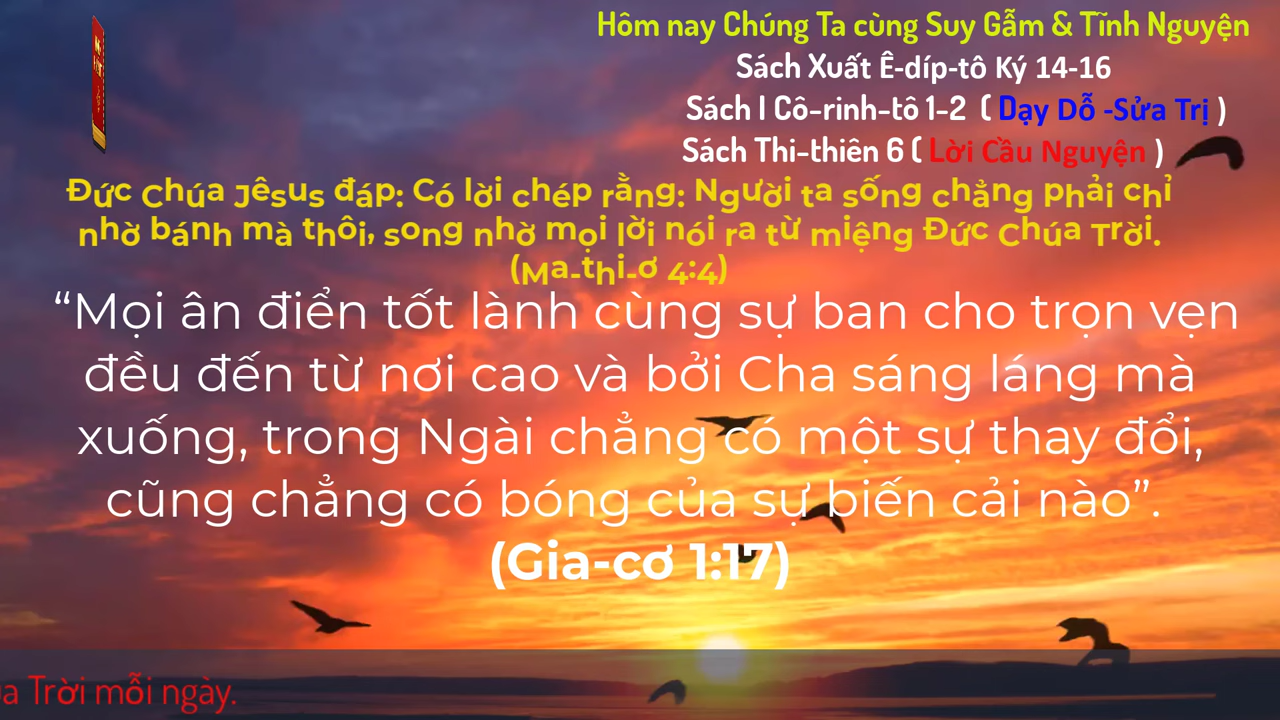 Hôm nay Chúng Ta cùng Suy Gẫm & Tĩnh Nguyện
Sách Xuất Ê-díp-tô Ký 14-16
Sách I Cô-rinh-tô 1-2 ( Dạy Dỗ -Sửa Trị )
Sách Thi-thiên 6 ( Lời Cầu Nguyện )
Đức Chúa Jêsus đáp: Có lời chép rằng: Người ta sống chẳng phải chỉ
nhờ bánh mà thôi, song nhờ mọi lời nói ra từ miệng Đức Chúa Trời.
(Ma-thi-ơ 4:4)
“Mọi ân điển tốt lành cùng sự ban cho trọn vẹn
đều đến từ nơi cao và bởi Cha sáng láng mà
xuống, trong Ngài chẳng có một sự thay đổi,
cũng chẳng có bóng của sự biến cải nào”.
(Gia-cơ 1:17)
Trời mỗi ngày.